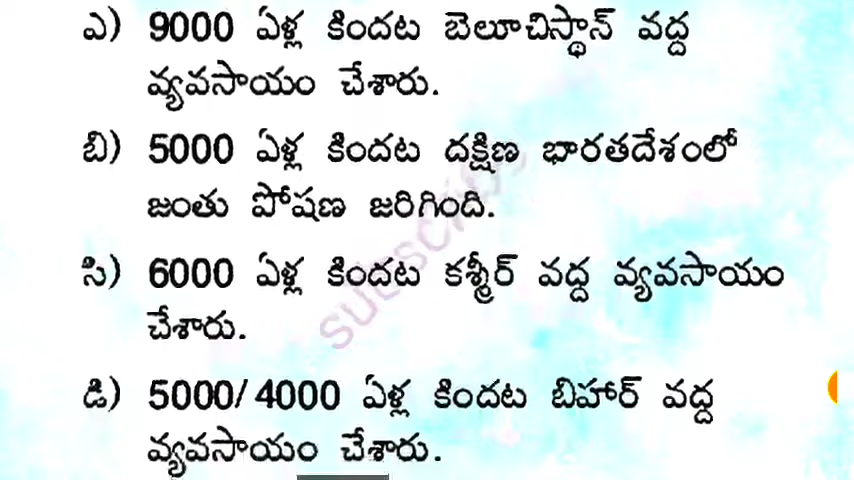 ఎ) 9000 ఏళ్ల కిందట బెలూచిస్థాన్ వద్ద
వ్యవసాయం చేశారు.
బి) 5000 ఏళ్ల కిందట దక్షిణ భారతదేశంలో
జంతు పోషణ జరిగింది.
సి) 6000 ఏళ్ల కిందట కశ్మీర్ వద్ద వ్యవసాయం
చేశారు.
డి) 5000/4000 ఏళ్ల కిందట బిహార్ వద్ద
వ్యవసాయం చేశారు.